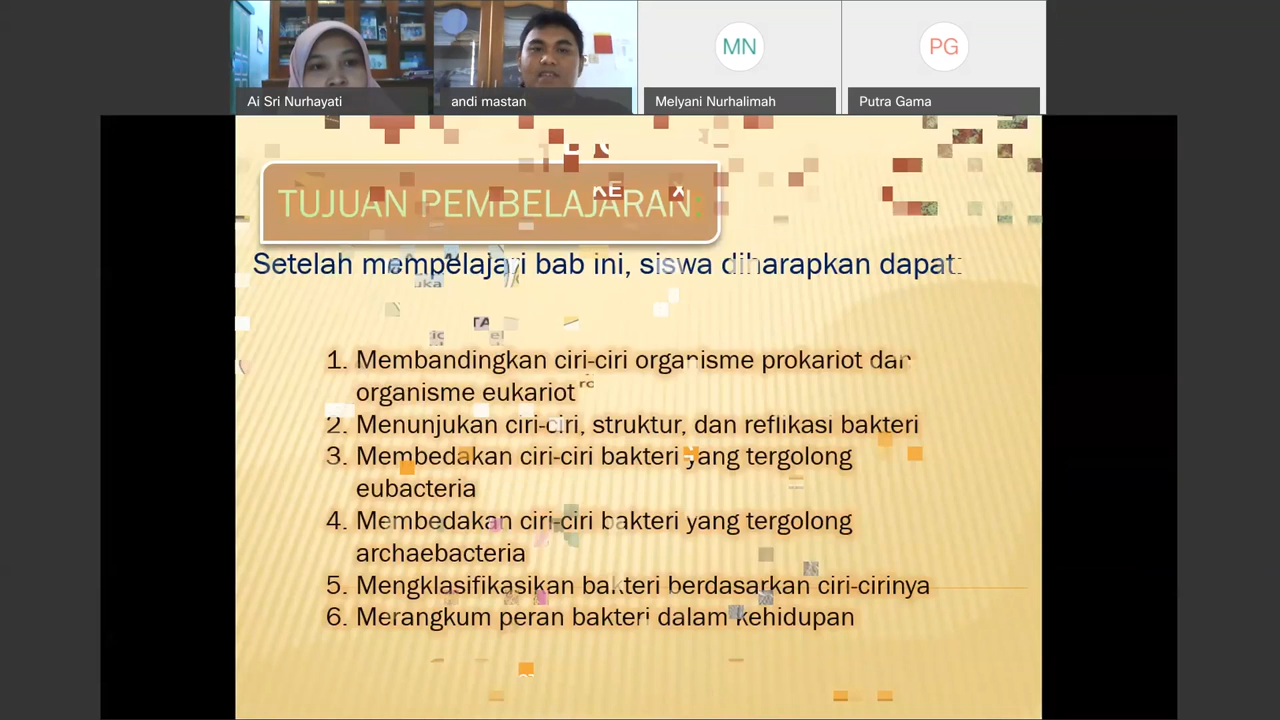 MN
PG
Ai Sri Nurhayati
andi mastan
Melyani Nurhalimah
Putra Gama
TUJUAN PEMBELAJARAN:
Setelah mempelajari bab ini, siswa diharapkan dapat:
1. Membandingkan ciri-ciri organisme prokariot dan
organisme eukariot
2. Menunjukan ciri-ciri, struktur, dan reflikasi bakteri
3. Membedakan ciri-ciri bakteri yang tergolong
eubacteria
4. Membedakan ciri-ciri bakteri yang tergolong
archaebacteria
5. Mengklasifikasikan bakteri berdasarkan ciri-cirinya
6. Merangkum peran bakteri dalam kehidupan